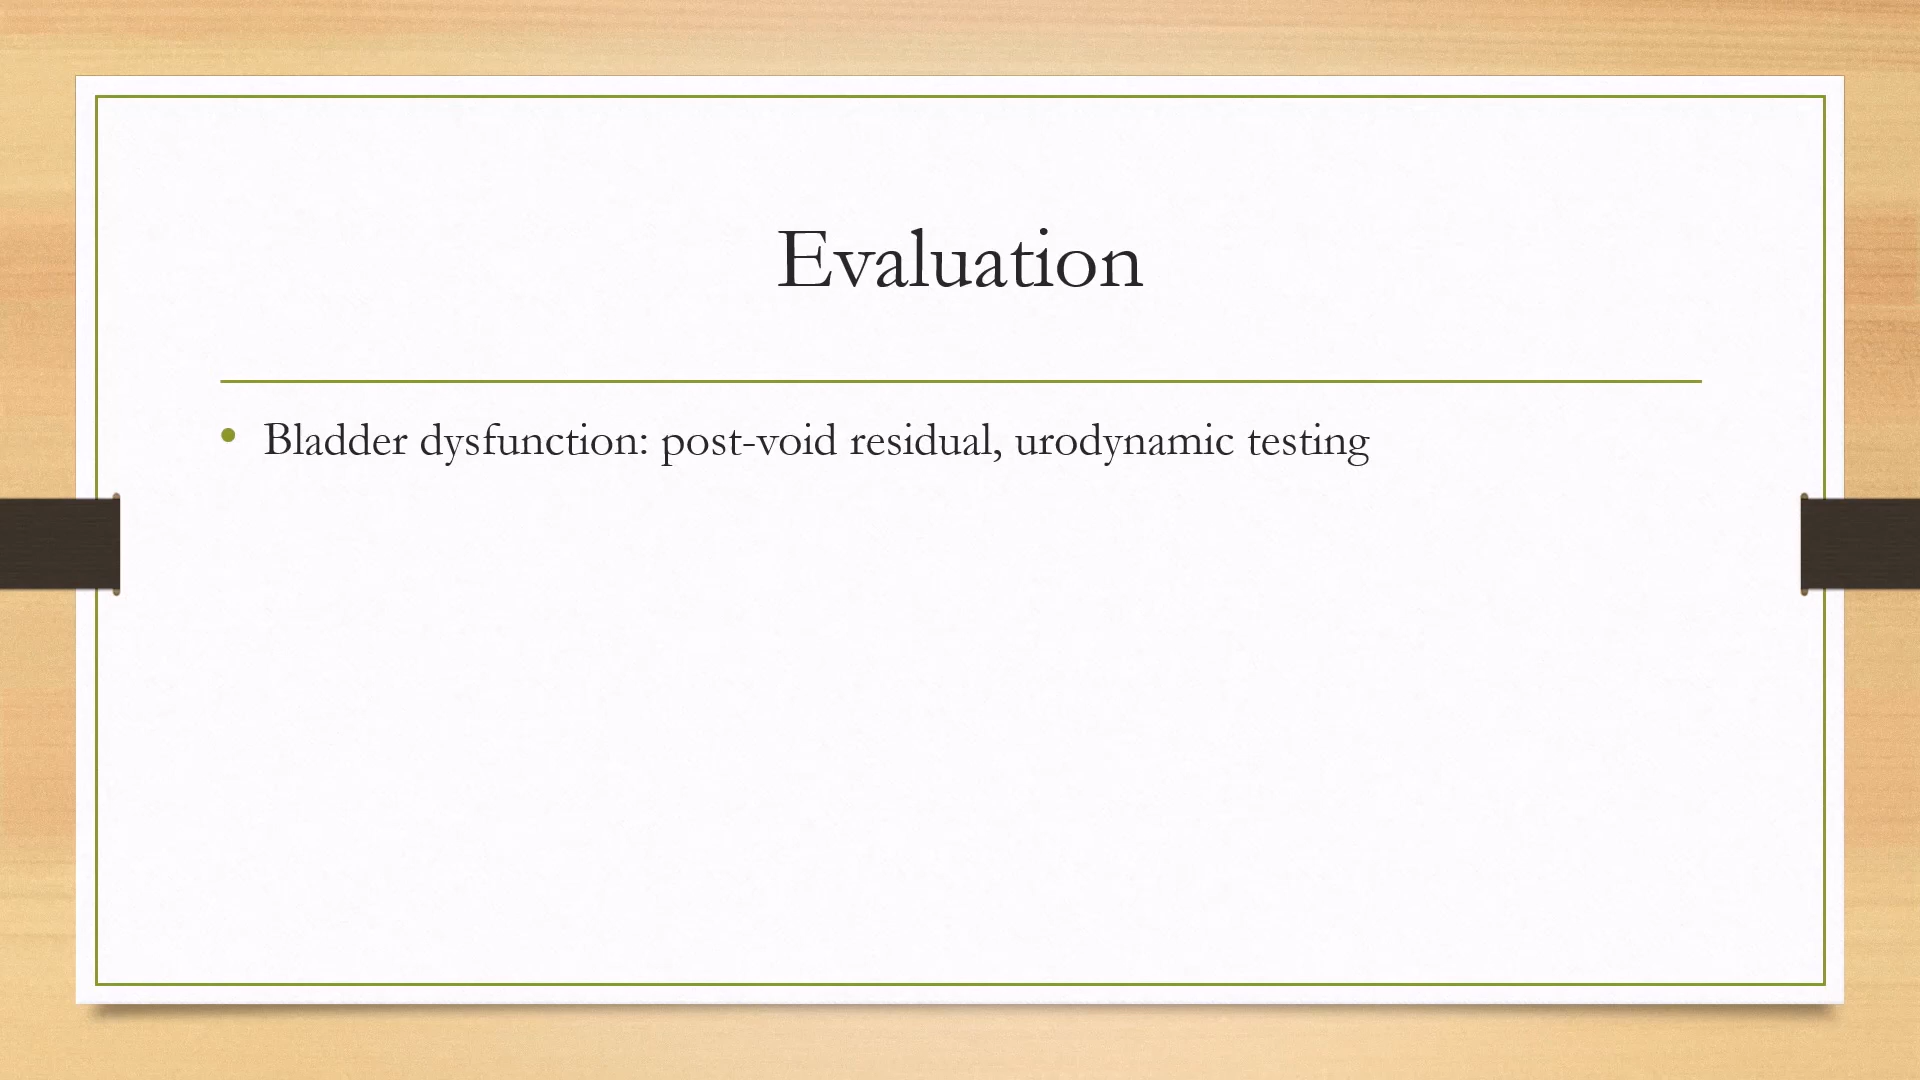 Evaluation
• Bladder dysfunction: post-void residual, urodynamic testing